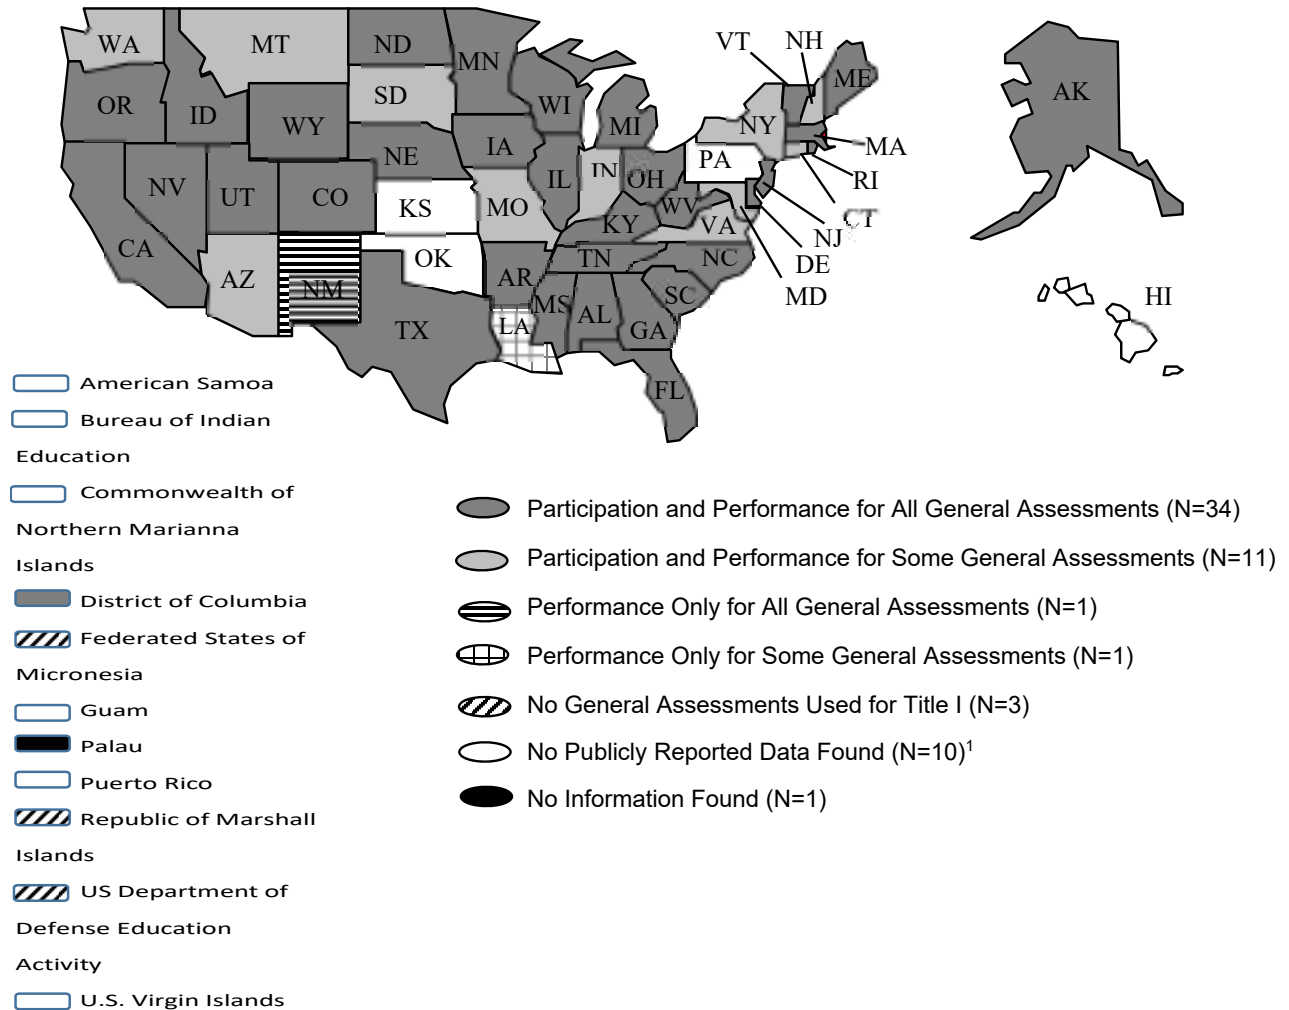 WA
MT
ND
MN
VT
NH
ME
OR
ID
SD
WI
WY
MI
NY
AK
IA
MA
NE
PA
NV
UT
CO
IL
IN
OH
RI
KS
MO
WV
KY
VA
CT
CA
AZ
OK
TN
NC
NJ
DE
NM
AR
MS
SC
MD
HI
TX
LA
AL
GA
FL
American Samoa
Bureau of Indian
Education
Commonwealth of
Northern Marianna
Islands
District of Columbia
Federated States of
Micronesia
Guam
Palau
Puerto Rico
Republic of Marshall
Islands
US Department of
Defense Education
Activity
U.S. Virgin Islands
Participation and Performance for All General Assessments (N=34)
Participation and Performance for Some General Assessments (N=11)
Performance Only for All General Assessments (N=1)
Performance Only for Some General Assessments (N=1)
No General Assessments Used for Title I (N=3)
No Publicly Reported Data Found (N=10)¹
No Information Found (N=1)